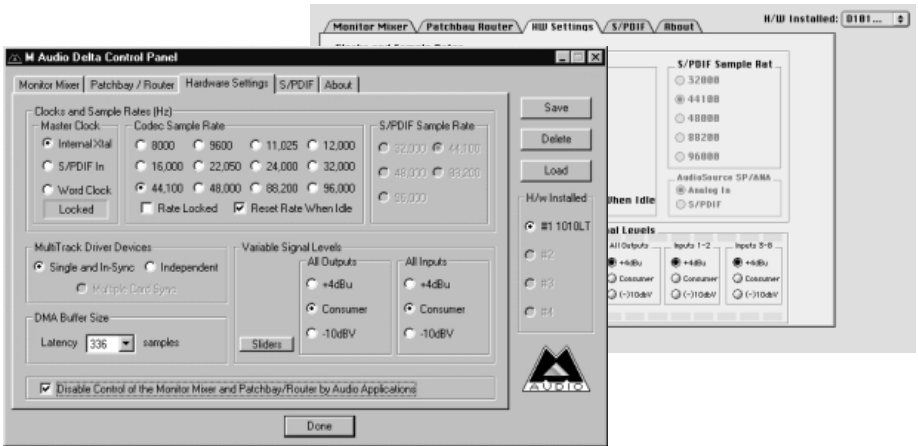 H/W Installed: 0101...
Monitor Mixer Patchbay Router HW Settings S/PDIF About
S/PDIF Sample Rat
32000
44100
48000
88200
96000
AudioSource SP/ANA
Analog In
S/PDIF
When Idle
nal Levels
All Outputs Inputs 1-2 Inputs 3-8
+4dBu +4dBu +4dBu
Consumer Consumer Consumer
(-)10dBV (-)10dBV (-)10dBV
M Audio Delta Control Panel
Monitor Mixer Patchbay / Router Hardware Settings S/PDIF About
Clocks and Sample Rates (Hz)
Master Clock
Internal Xtal
S/PDIF In
Word Clock
Locked
Codec Sample Rate
8000 9600 11,025 12,000
16,000 22,050 24,000 32,000
44,100 48,000 88,200 96,000
Rate Locked Reset Rate When Idle
S/PDIF Sample Rate
32,000 44,100
48,000 88,200
96,000
Save
Delete
Load
H/w Installed
#1 1010LT
#2
#3
#4
MultiTrack Driver Devices
Single and In-Sync Independent
Multiple Card Sync
DMA Buffer Size
Latency 336 samples
Variable Signal Levels
All Outputs
+4dBu
Consumer
-10dBV
All Inputs
+4dBu
Consumer
-10dBV
Sliders
Disable Control of the Monitor Mixer and Patchbay/Router by Audio Applications
M AUDIO
Done